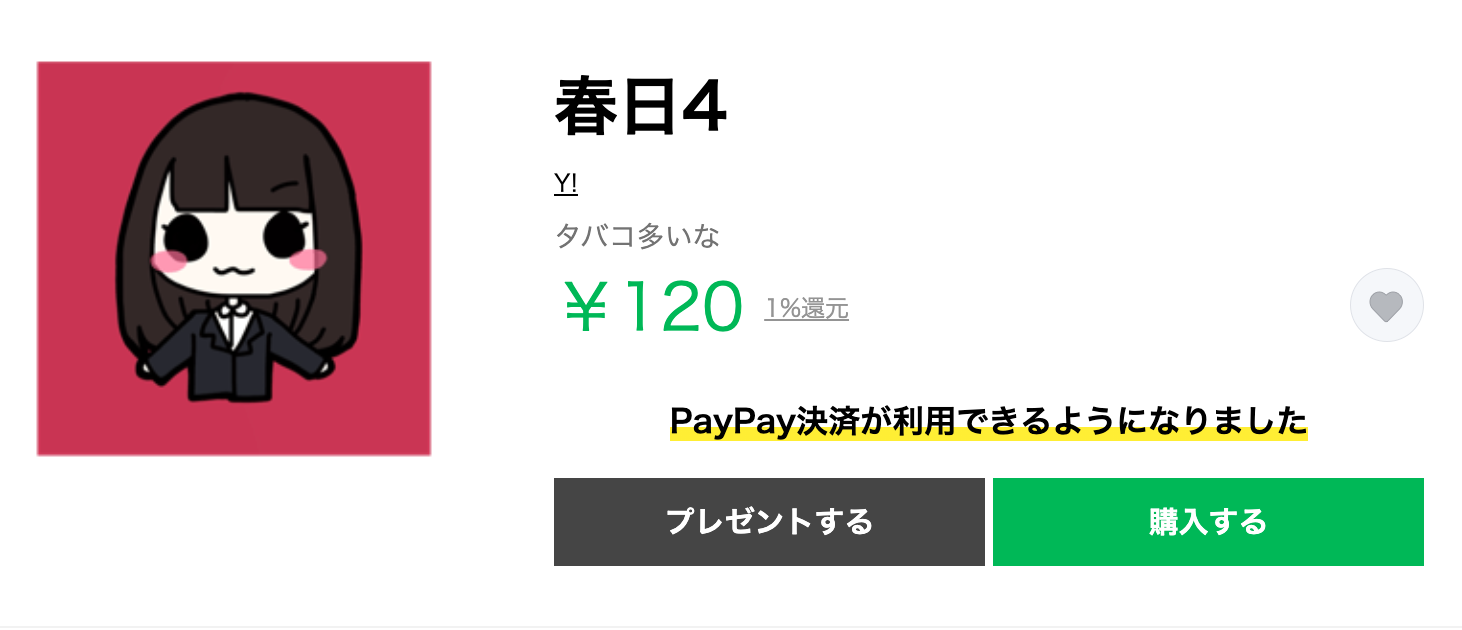 春日4
Y!
タバコ多いな
￥120 1%還元
PayPay決済が利用できるようになりました
プレゼントする 購入する